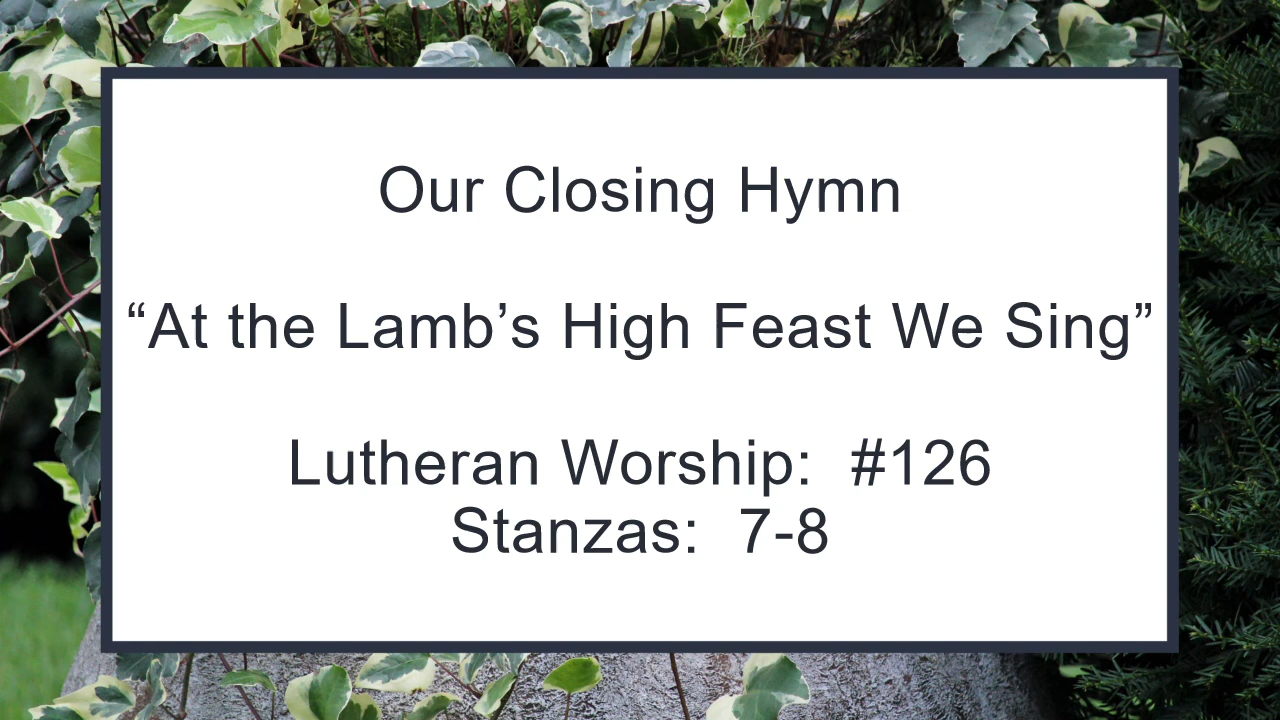 Our Closing Hymn
“At the Lamb’s High Feast We Sing”
Lutheran Worship:  #126
Stanzas:  7-8